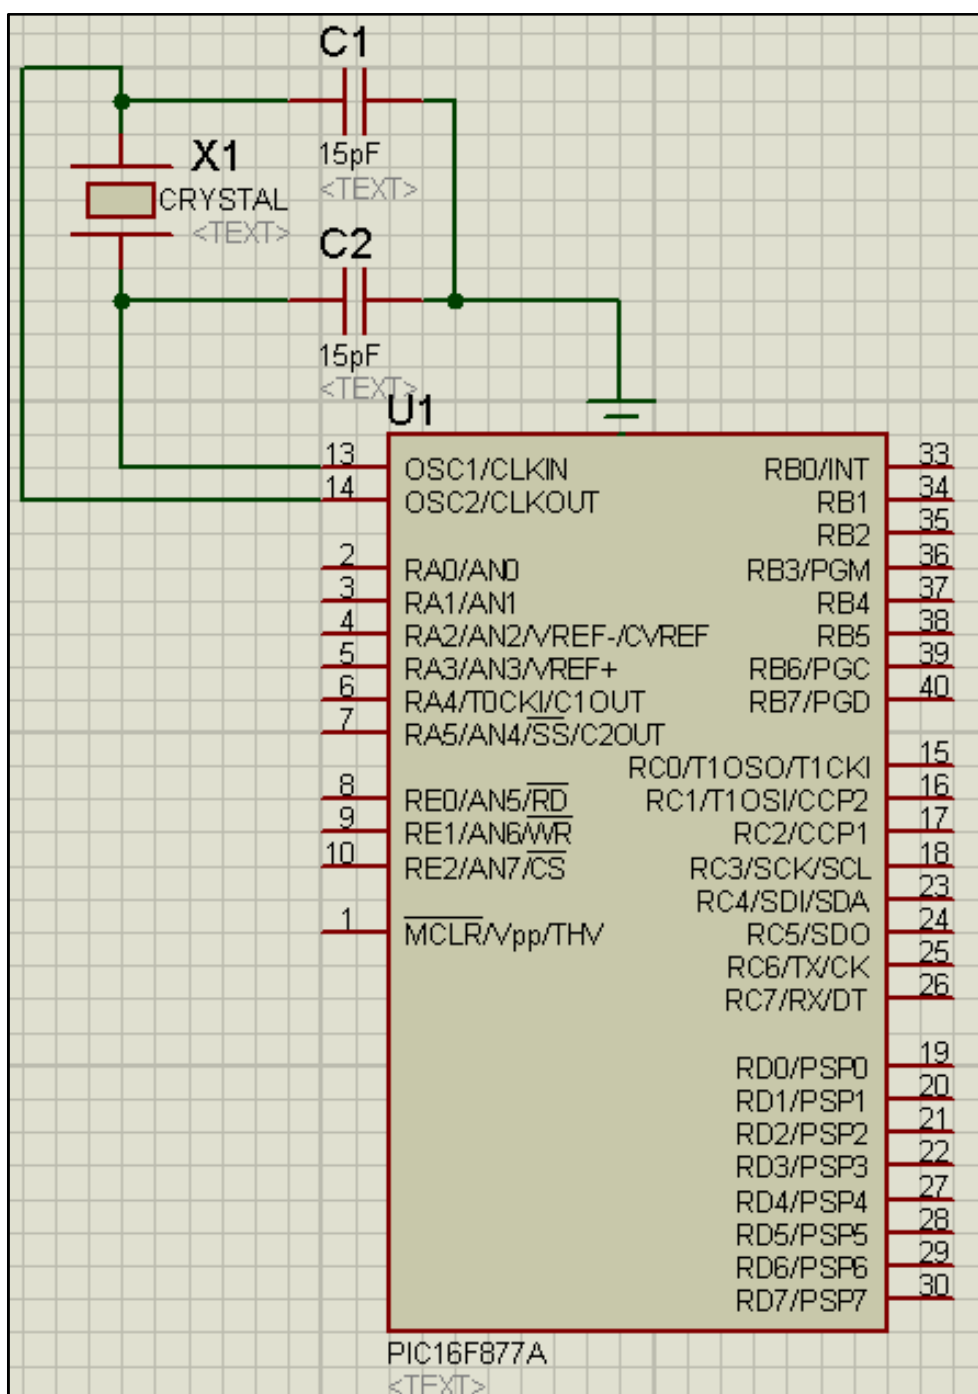 C1
15pF
<TEXT>
X1
CRYSTAL
<TEXT>
C2
15pF
<TEXT>
U1
13 OSC1/CLKIN RB0/INT 33
14 OSC2/CLKOUT RB1 34
RB2 35
2 RA0/AN0 RB3/PGM 36
3 RA1/AN1 RB4 37
4 RA2/AN2/VREF-/CVREF RB5 38
5 RA3/AN3/VREF+ RB6/PGC 39
6 RA4/T0CKI/C1OUT RB7/PGD 40
7 RA5/AN4/SS/C2OUT
RC0/T1OSO/T1CKI 15
8 RE0/AN5/RD RC1/T1OSI/CCP2 16
9 RE1/AN6/WR RC2/CCP1 17
10 RE2/AN7/CS RC3/SCK/SCL 18
RC4/SDI/SDA 23
1 MCLR/Vpp/THV RC5/SDO 24
RC6/TX/CK 25
RC7/RX/DT 26
RD0/PSP0 19
RD1/PSP1 20
RD2/PSP2 21
RD3/PSP3 22
RD4/PSP4 27
RD5/PSP5 28
RD6/PSP6 29
RD7/PSP7 30
PIC16F877A
<TEXT>